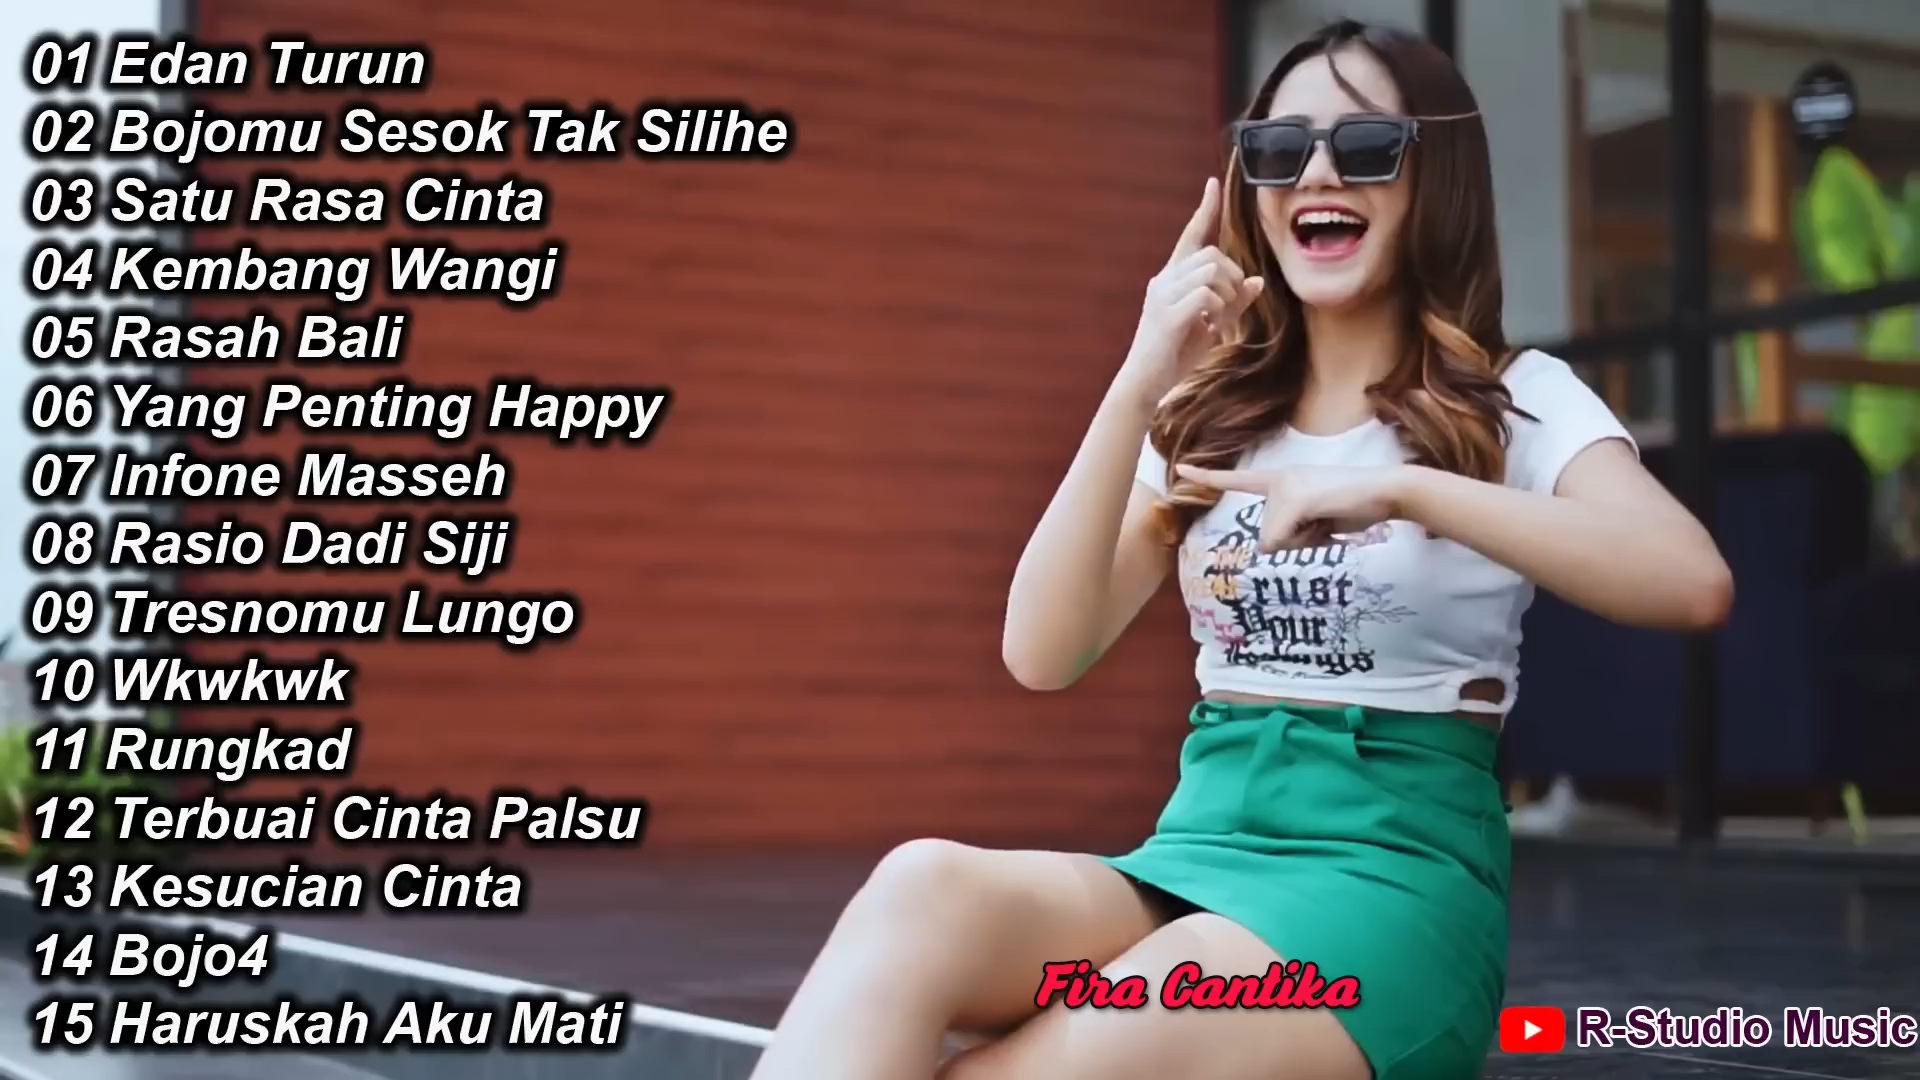 01 Edan Turun
02 Bojomu Sesok Tak Silihe
03 Satu Rasa Cinta
04 Kembang Wangi
05 Rasah Bali
06 Yang Penting Happy
07 Infone Masseh
08 Rasio Dadi Siji
09 Tresnomu Lungo
10 Wkwkwk
11 Rungkad
12 Terbuai Cinta Palsu
13 Kesucian Cinta
14 Bojo4
15 Haruskah Aku Mati
rust
Your
Fira Cantika
R-Studio Music